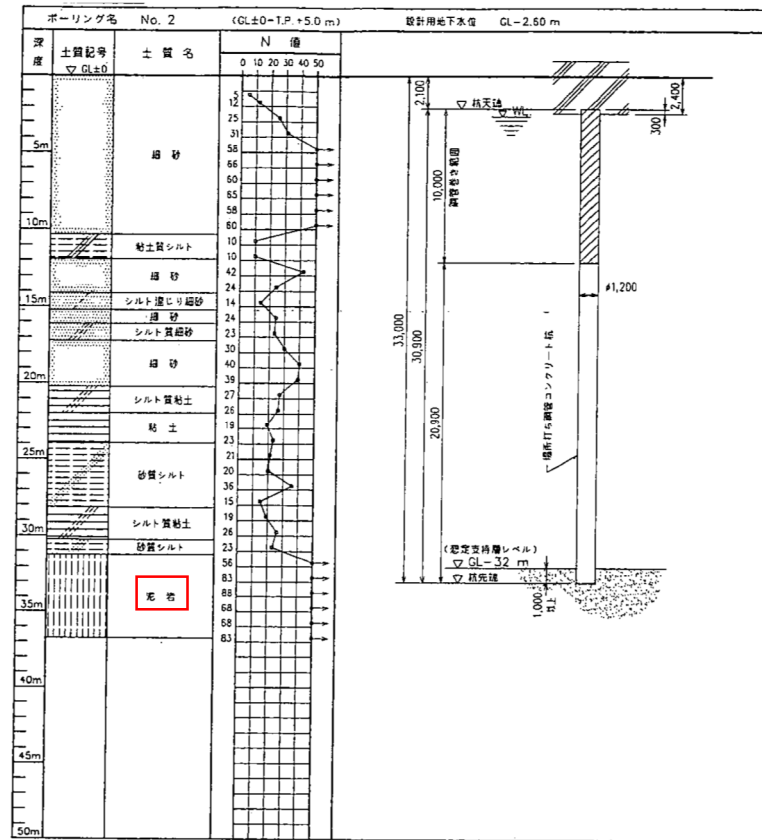 ボーリング名 No. 2 (GL±0=T.P.+5.0 m) 設計用地下水位 GL-2.60 m
深度 土質記号 土質名 N 値
▽ GL±0
0 10 20 30 40 50
5
12
25
31
5m 58
66
細砂 50
65
58
10m 60
粘土質シルト 10
10
細砂 42
24
15m シルト混じり細砂 14
細砂 24
シルト質細砂 23
30
細砂 40
20m 39
シルト質粘土 27
26
粘土 19
23
25m 21
砂質シルト 20
36
15
シルト質粘土 19
30m 26
砂質シルト 23
56
83
泥岩 88
35m 68
68
83
40m
45m
50m
2,100
▽ 杭天端
▽ WL
2,400
300
10,000
鋼管巻き範囲
ø1,200
33,000
30,900
20,900
場所打ち鋼管コンクリート杭
(想定支持層レベル)
▽ GL-32 m
▽ 杭先端
1,000
以上